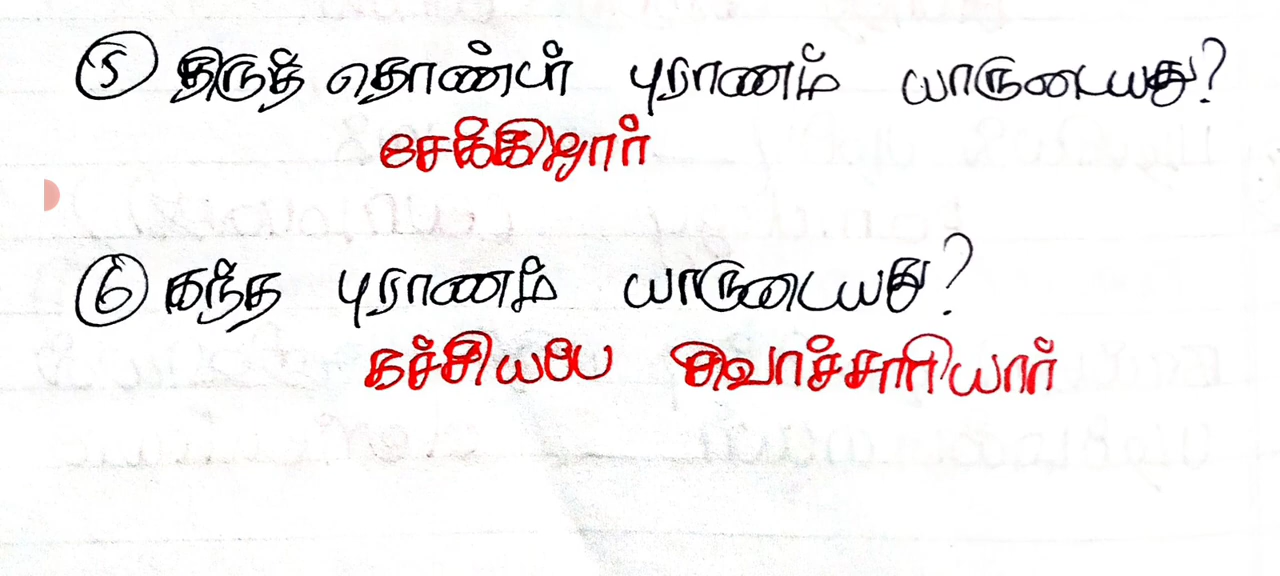 ⑤ திருத் தொண்டர் புராணம் யாருடையது?
சேக்கிழார்
⑥ கந்த புராணம் யாருடையது?
கச்சியப்ப சிவாச்சாரியார்